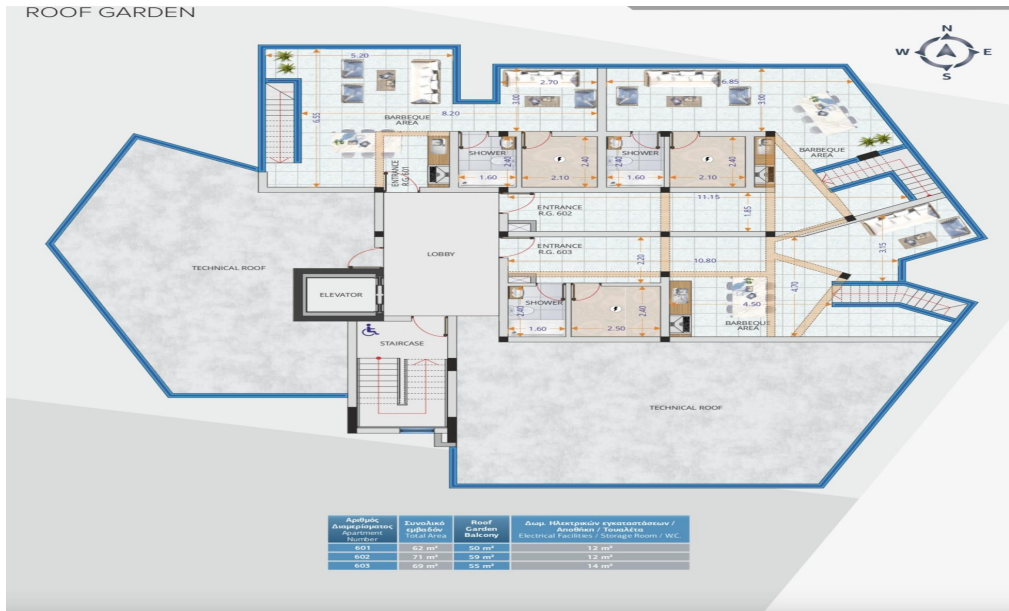 ROOF GARDEN
N
W E
S
5.20
2.70
6.85
3.00
3.00
6.55
8.20
BARBEQUE
AREA
BARBEQUE
AREA
ENTRANCE
R.G. 601
SHOWER
2.40
1.60
2.40
2.10
SHOWER
2.40
1.60
2.40
2.10
11.15
1.85
ENTRANCE
R.G. 602
ENTRANCE
R.G. 603
LOBBY
TECHNICAL ROOF
ELEVATOR
2.20
10.80
4.70
3.15
SHOWER
2.40
1.60
2.40
2.50
4.50
BARBEQUE
AREA
STAIRCASE
TECHNICAL ROOF
Αριθμός Διαμερίσματος Apartment Number Συνολικό εμβαδόν Total Area Roof Garden Balcony Δωμ. Ηλεκτρικών εγκαταστάσεων / Αποθήκη / Τουαλέτα Electrical Facilities / Storage Room / W.C.
601 62 m² 50 m² 12 m²
602 71 m² 59 m² 12 m²
603 69 m² 55 m² 14 m²